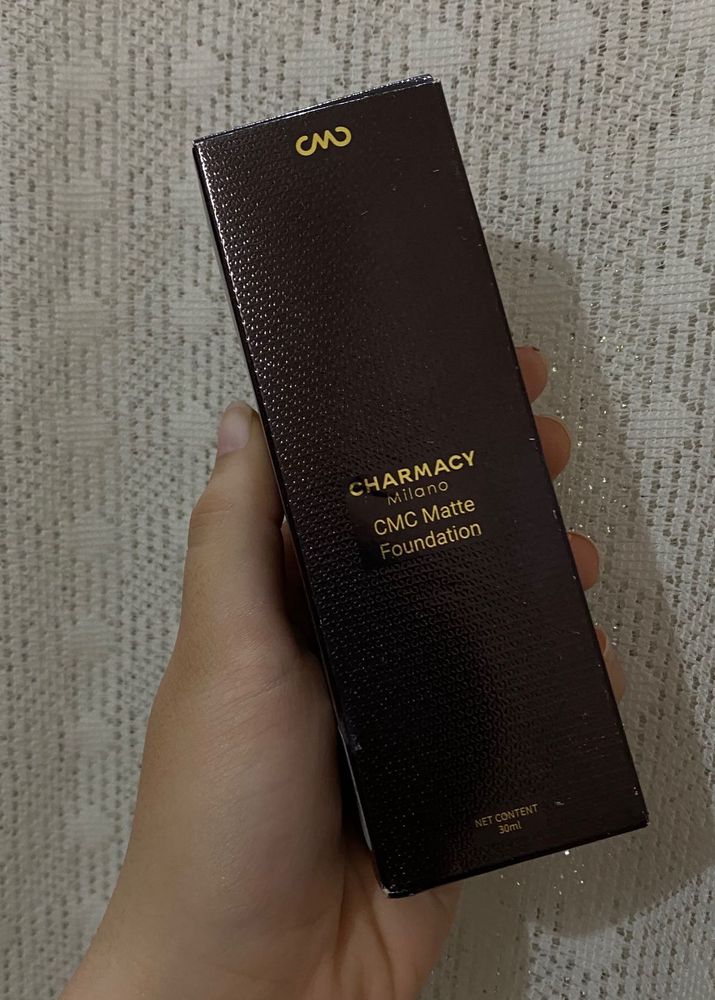 CMC
CHARMACY
Milano
CMC Matte
Foundation
NET CONTENT
30ml